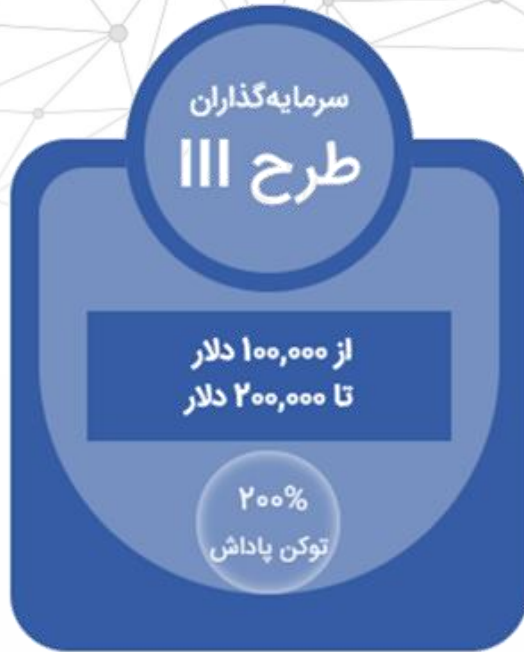 سرمایه‌گذاران
طرح III
از ۱۰۰,۰۰۰ دلار
تا ۲۰۰,۰۰۰ دلار
۲۰۰%
توکن پاداش